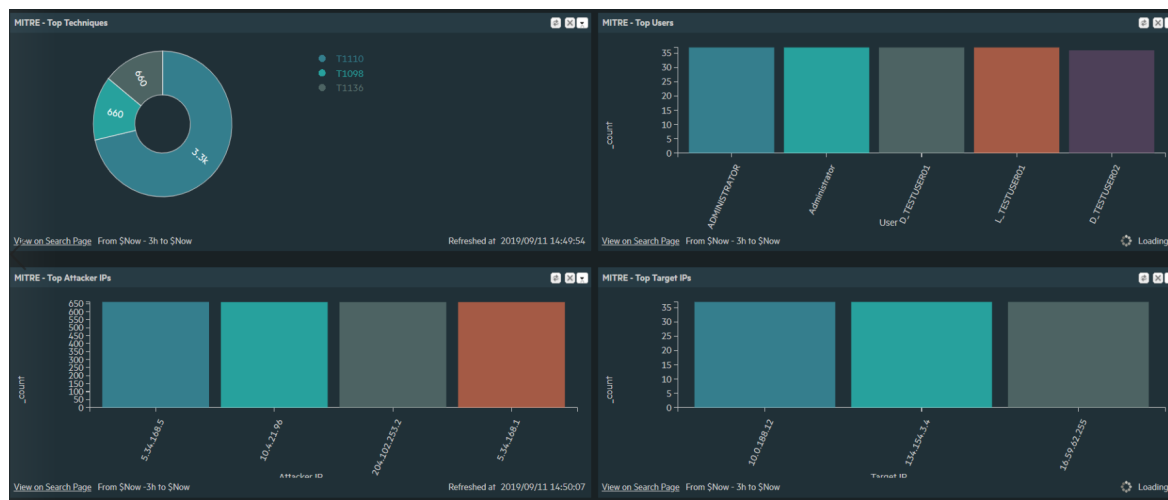 MITRE - Top Techniques
660
660
3.3k
T1110
T1098
T1136
View on Search Page From $Now - 3h to $Now Refreshed at 2019/09/11 14:49:54
MITRE - Top Users
_count
35
30
25
20
15
10
5
0
ADMINISTRATOR
Administrator
D_TESTUSER01
L_TESTUSER01
D_TESTUSER02
User
View on Search Page From $Now - 3h to $Now Loading
MITRE - Top Attacker IPs
_count
650
600
550
500
450
400
350
300
250
200
150
100
50
0
5.34.168.5
10.4.21.96
204.102.253.2
5.34.168.1
Attacker IP
View on Search Page From $Now -3h to $Now Refreshed at 2019/09/11 14:50:07
MITRE - Top Target IPs
_count
35
30
25
20
15
10
5
0
10.0.188.12
134.154.3.4
16.59.62.255
Target IP
View on Search Page From $Now - 3h to $Now Loading